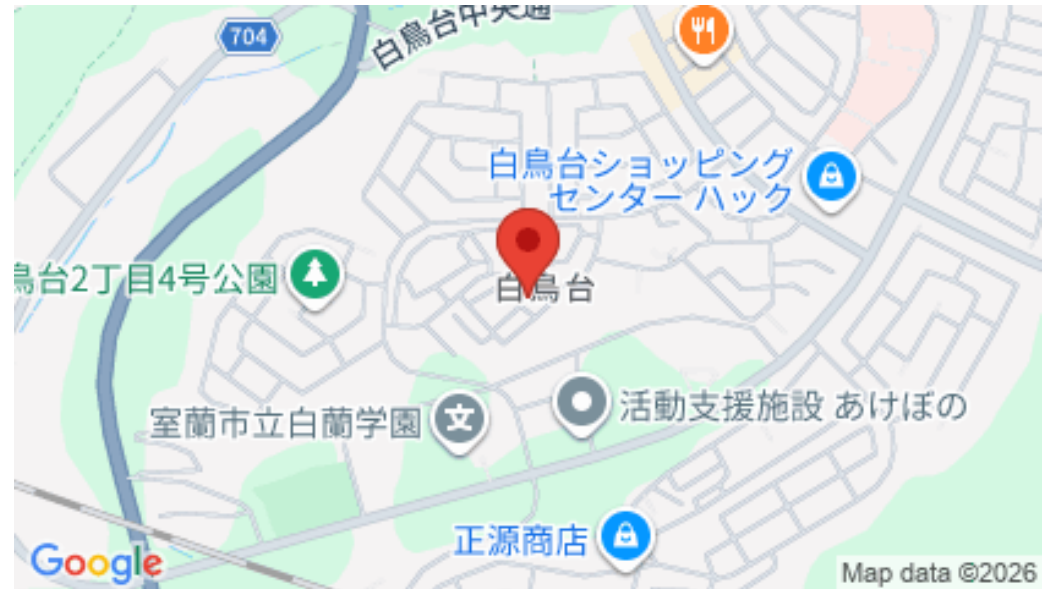 704
白鳥台中央通
白鳥台ショッピング
センター ハック
鳥台2丁目4号公園
白鳥台
活動支援施設 あけぼの
室蘭市立白蘭学園
文
正源商店
Google
Map data ©2026